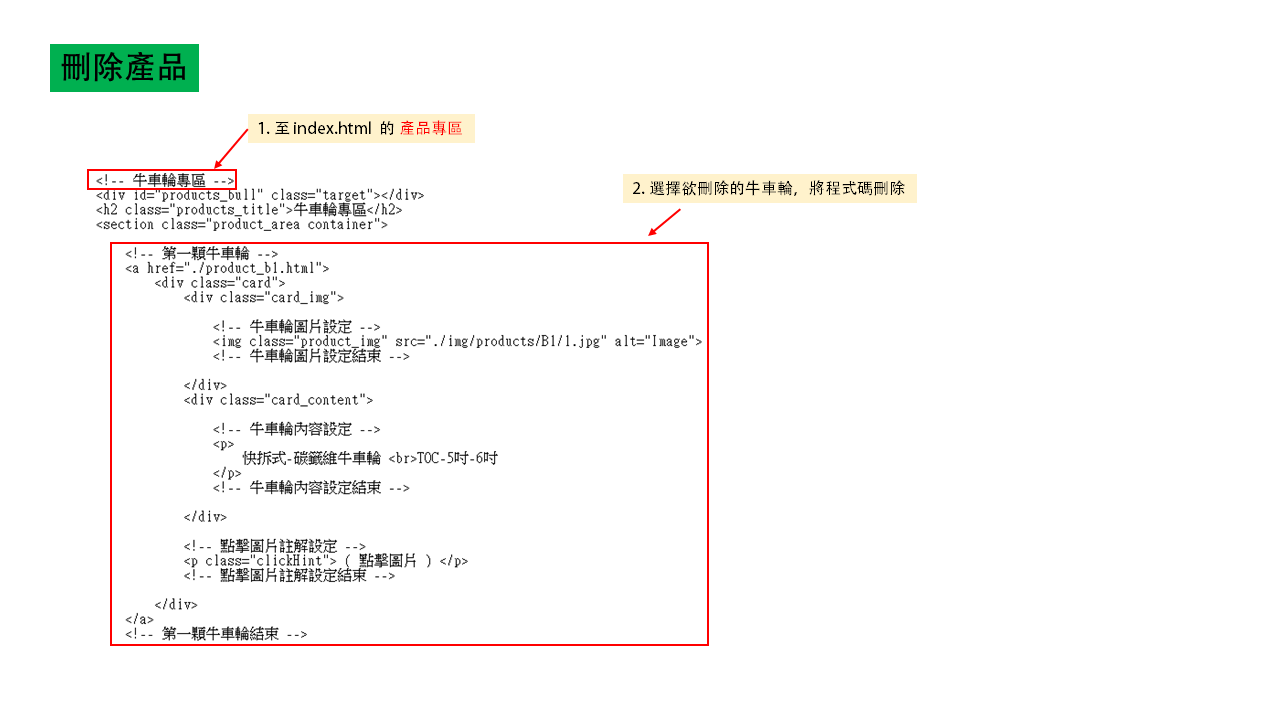 刪除產品
1. 至 index.html 的 產品專區
<!-- 牛車輪專區 -->
<div id="products_bull" class="target"></div>
<h2 class="products_title">牛車輪專區</h2>
<section class="product_area container">
2. 選擇欲刪除的牛車輪，將程式碼刪除
<!-- 第一顆牛車輪 -->
<a href="./product_b1.html">
<div class="card">
<div class="card_img">
<!-- 牛車輪圖片設定 -->
<img class="product_img" src="./img/products/B1/1.jpg" alt="Image">
<!-- 牛車輪圖片設定結束 -->
</div>
<div class="card_content">
<!-- 牛車輪內容設定 -->
<p>
快拆式-碳籤維牛車輪 <br>TOC-5吋-6吋
</p>
<!-- 牛車輪內容設定結束 -->
</div>
<!-- 點擊圖片註解設定 -->
<p class="clickHint">（ 點擊圖片 ）</p>
<!-- 點擊圖片註解設定結束 -->
</div>
</a>
<!-- 第一顆牛車輪結束 -->